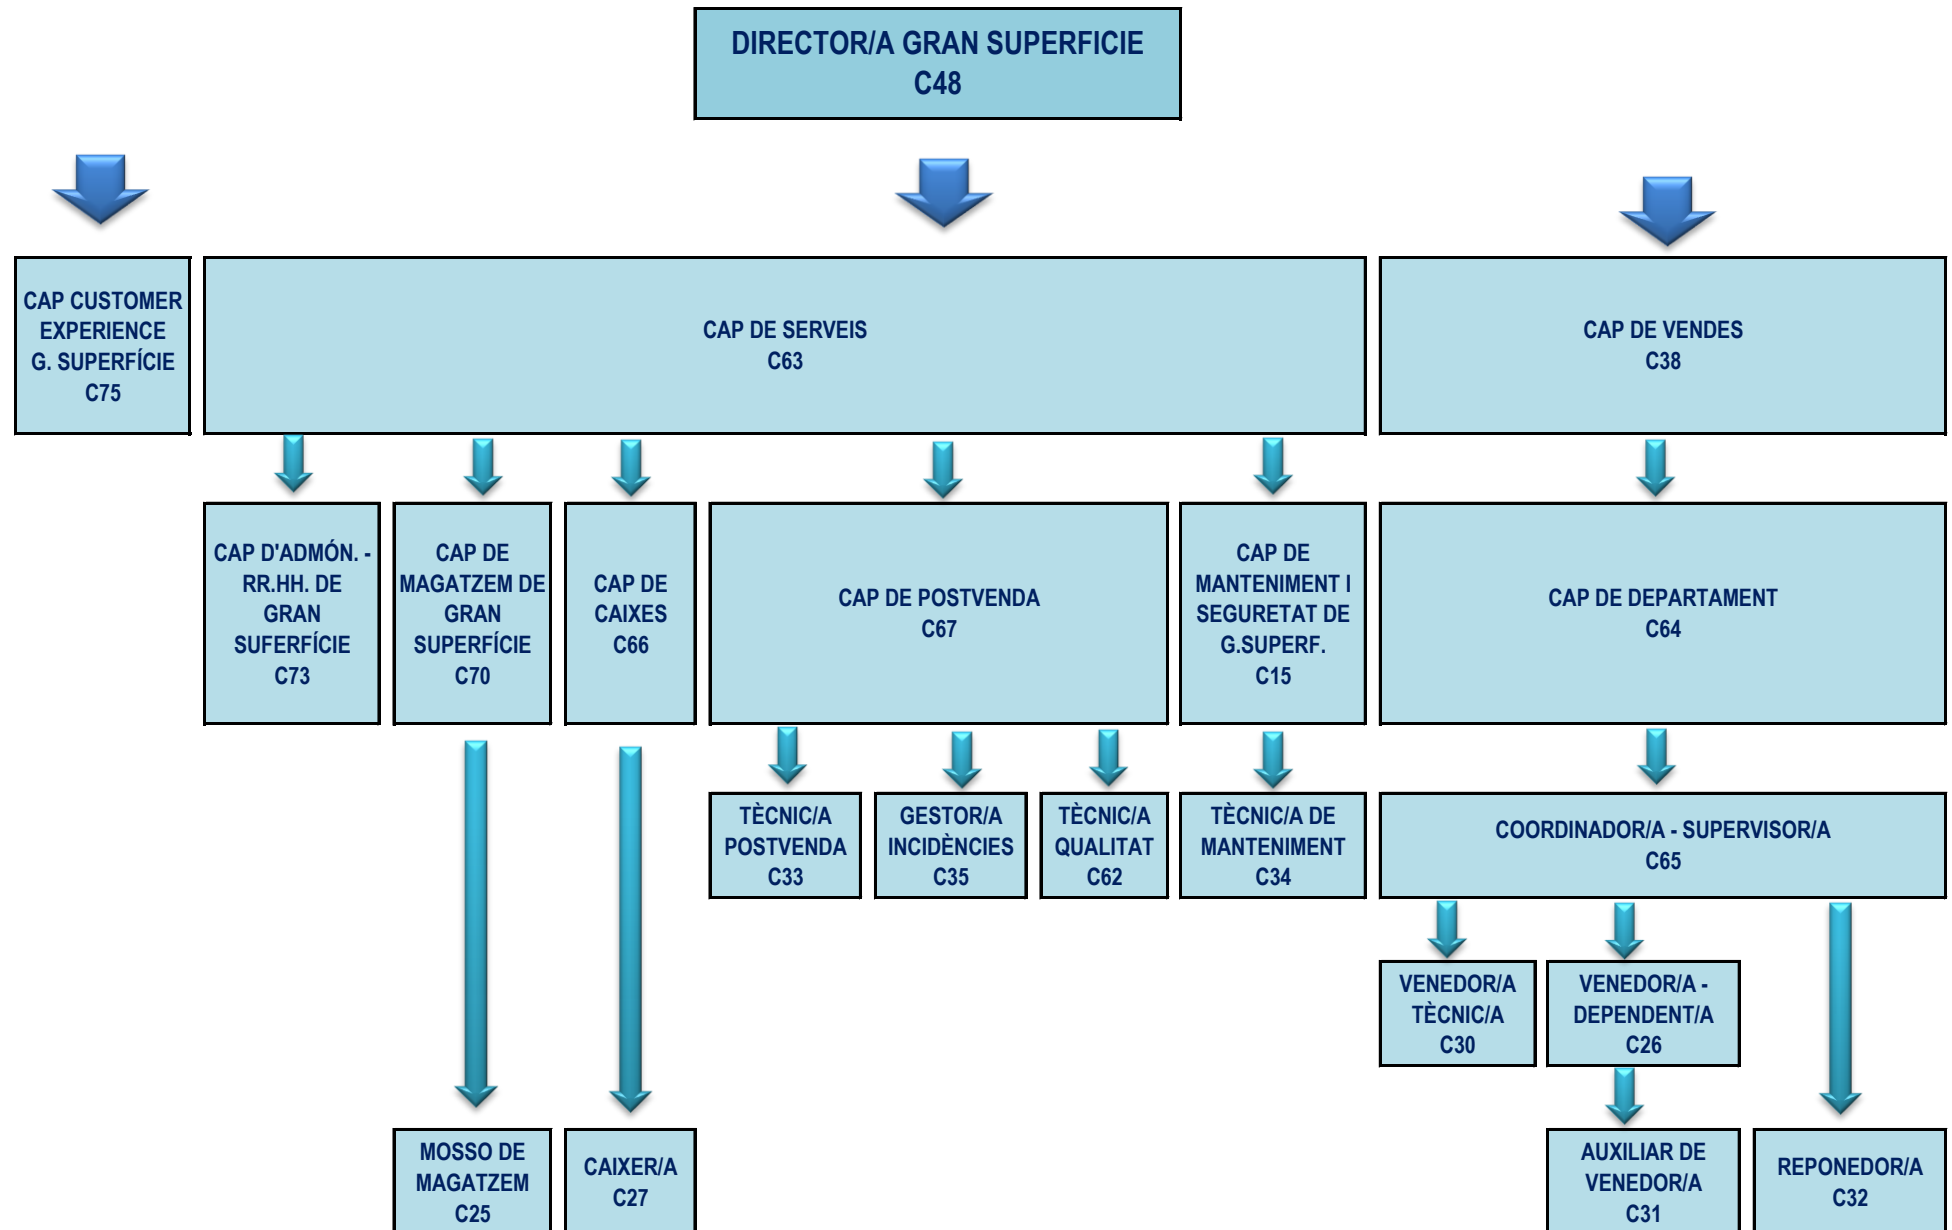 DIRECTOR/A GRAN SUPERFICIE
C48
CAP CUSTOMER
EXPERIENCE
G. SUPERFÍCIE
C75
CAP DE SERVEIS
C63
CAP DE VENDES
C38
CAP D'ADMÓN. -
RR.HH. DE
GRAN
SUFERFÍCIE
C73
CAP DE
MAGATZEM DE
GRAN
SUPERFÍCIE
C70
CAP DE
CAIXES
C66
CAP DE POSTVENDA
C67
CAP DE
MANTENIMENT I
SEGURETAT DE
G.SUPERF.
C15
CAP DE DEPARTAMENT
C64
TÈCNIC/A
POSTVENDA
C33
GESTOR/A
INCIDÈNCIES
C35
TÈCNIC/A
QUALITAT
C62
TÈCNIC/A DE
MANTENIMENT
C34
COORDINADOR/A - SUPERVISOR/A
C65
VENEDOR/A
TÈCNIC/A
C30
VENEDOR/A -
DEPENDENT/A
C26
MOSSO DE
MAGATZEM
C25
CAIXER/A
C27
AUXILIAR DE
VENEDOR/A
C31
REPONEDOR/A
C32